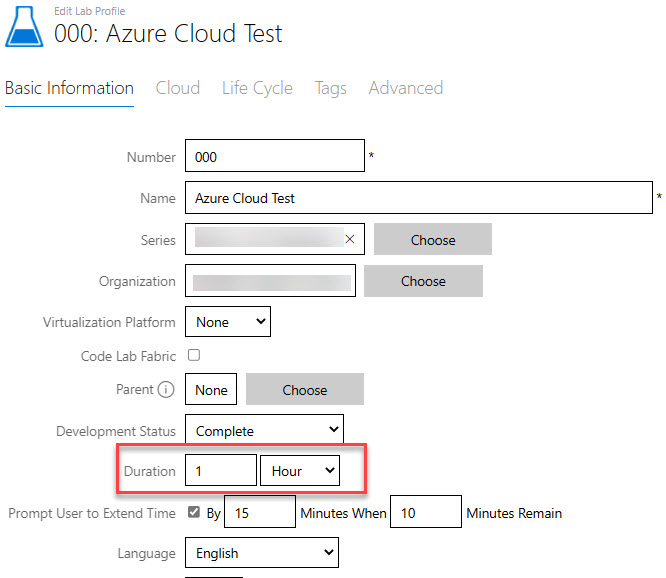 Edit Lab Profile
000: Azure Cloud Test
Basic Information Cloud Life Cycle Tags Advanced
Number 000 *
Name Azure Cloud Test *
Series × Choose
Organization Choose
Virtualization Platform None
Code Lab Fabric
Parent i None Choose
Development Status Complete
Duration 1 Hour
Prompt User to Extend Time By 15 Minutes When 10 Minutes Remain
Language English